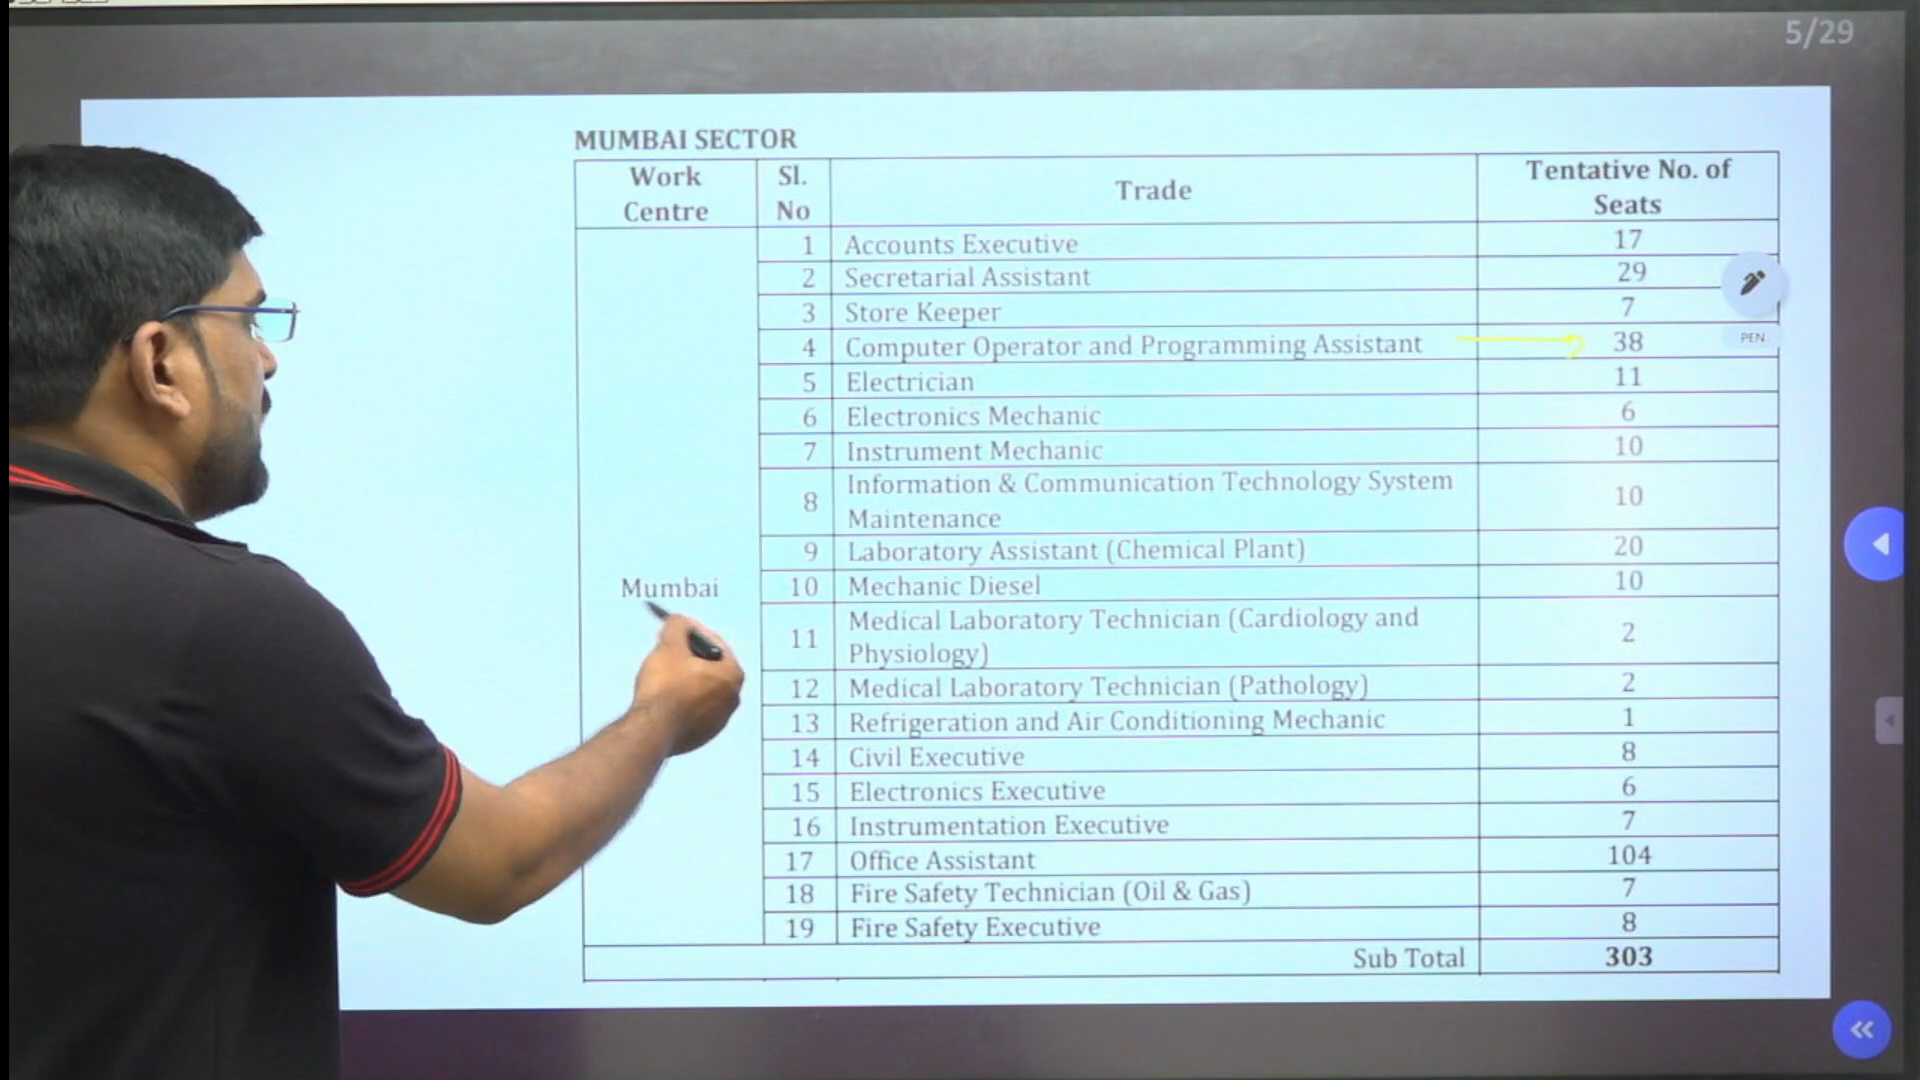 5/29
MUMBAI SECTOR
Work Centre Sl. No Trade Tentative No. of Seats
Mumbai
1 Accounts Executive 17
2 Secretarial Assistant 29
3 Store Keeper 7
4 Computer Operator and Programming Assistant 38
5 Electrician 11
6 Electronics Mechanic 6
7 Instrument Mechanic 10
8 Information & Communication Technology System Maintenance 10
9 Laboratory Assistant (Chemical Plant) 20
10 Mechanic Diesel 10
11 Medical Laboratory Technician (Cardiology and Physiology) 2
12 Medical Laboratory Technician (Pathology) 2
13 Refrigeration and Air Conditioning Mechanic 1
14 Civil Executive 8
15 Electronics Executive 6
16 Instrumentation Executive 7
17 Office Assistant 104
18 Fire Safety Technician (Oil & Gas) 7
19 Fire Safety Executive 8
Sub Total 303
PEN